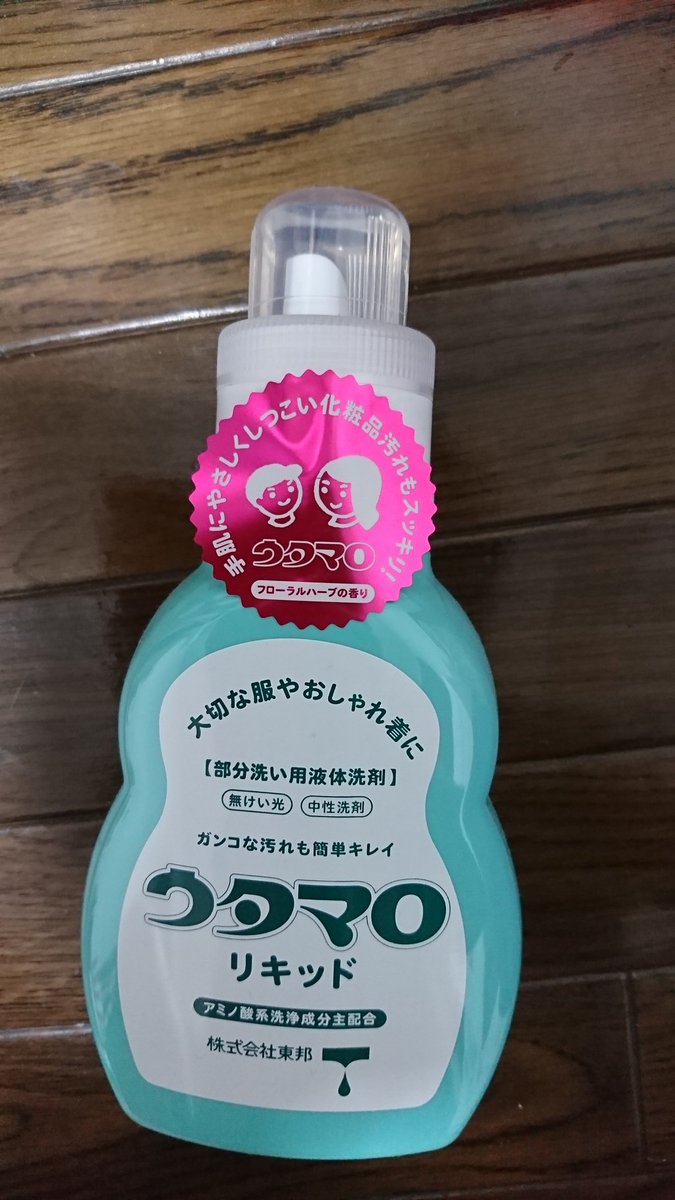 手肌にやさしくしつこい化粧品汚れもスッキリ!
ウタマロ
フローラルハーブの香り
大切な服やおしゃれ着に
【部分洗い用液体洗剤】
無けい光 中性洗剤
ガンコな汚れも簡単キレイ
ウタマロ
リキッド
アミノ酸系洗浄成分主配合
株式会社東邦